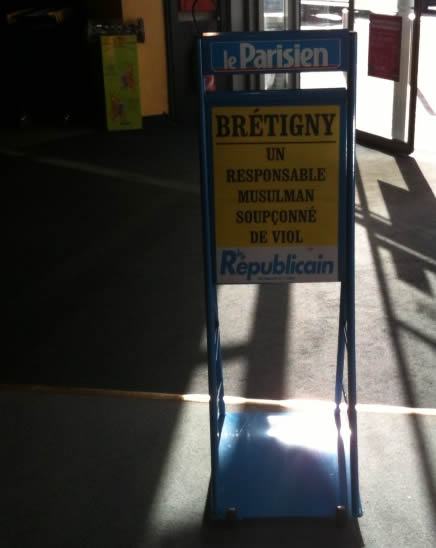 le Parisien
BRÉTIGNY
UN
RESPONSABLE
MUSULMAN
SOUPÇONNÉ
DE VIOL
le
Républicain